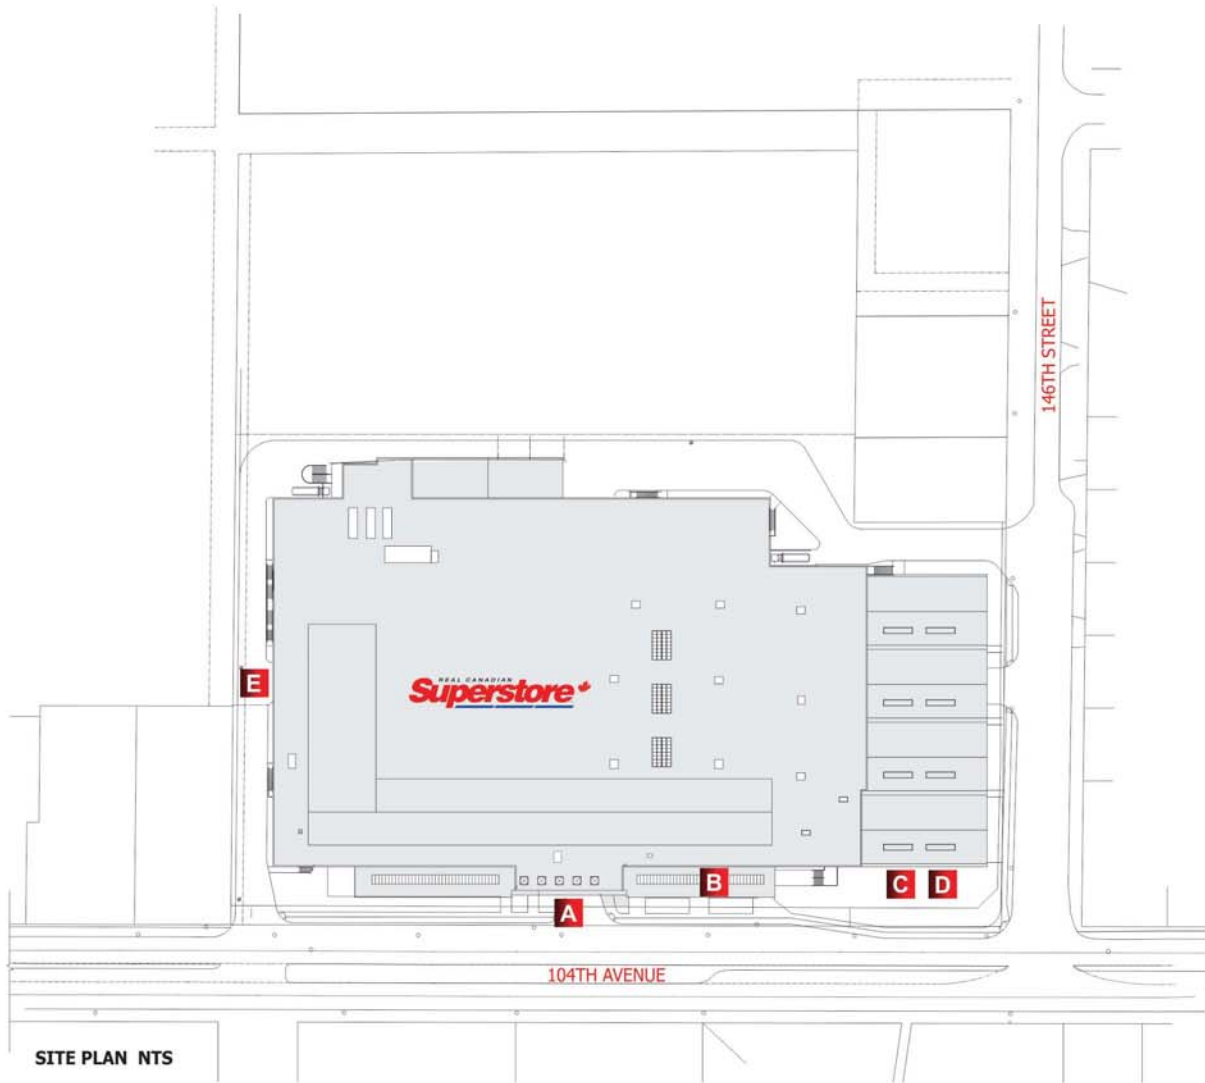 146TH STREET
E
REAL CANADIAN
Superstore
B
C
D
A
104TH AVENUE
SITE PLAN NTS